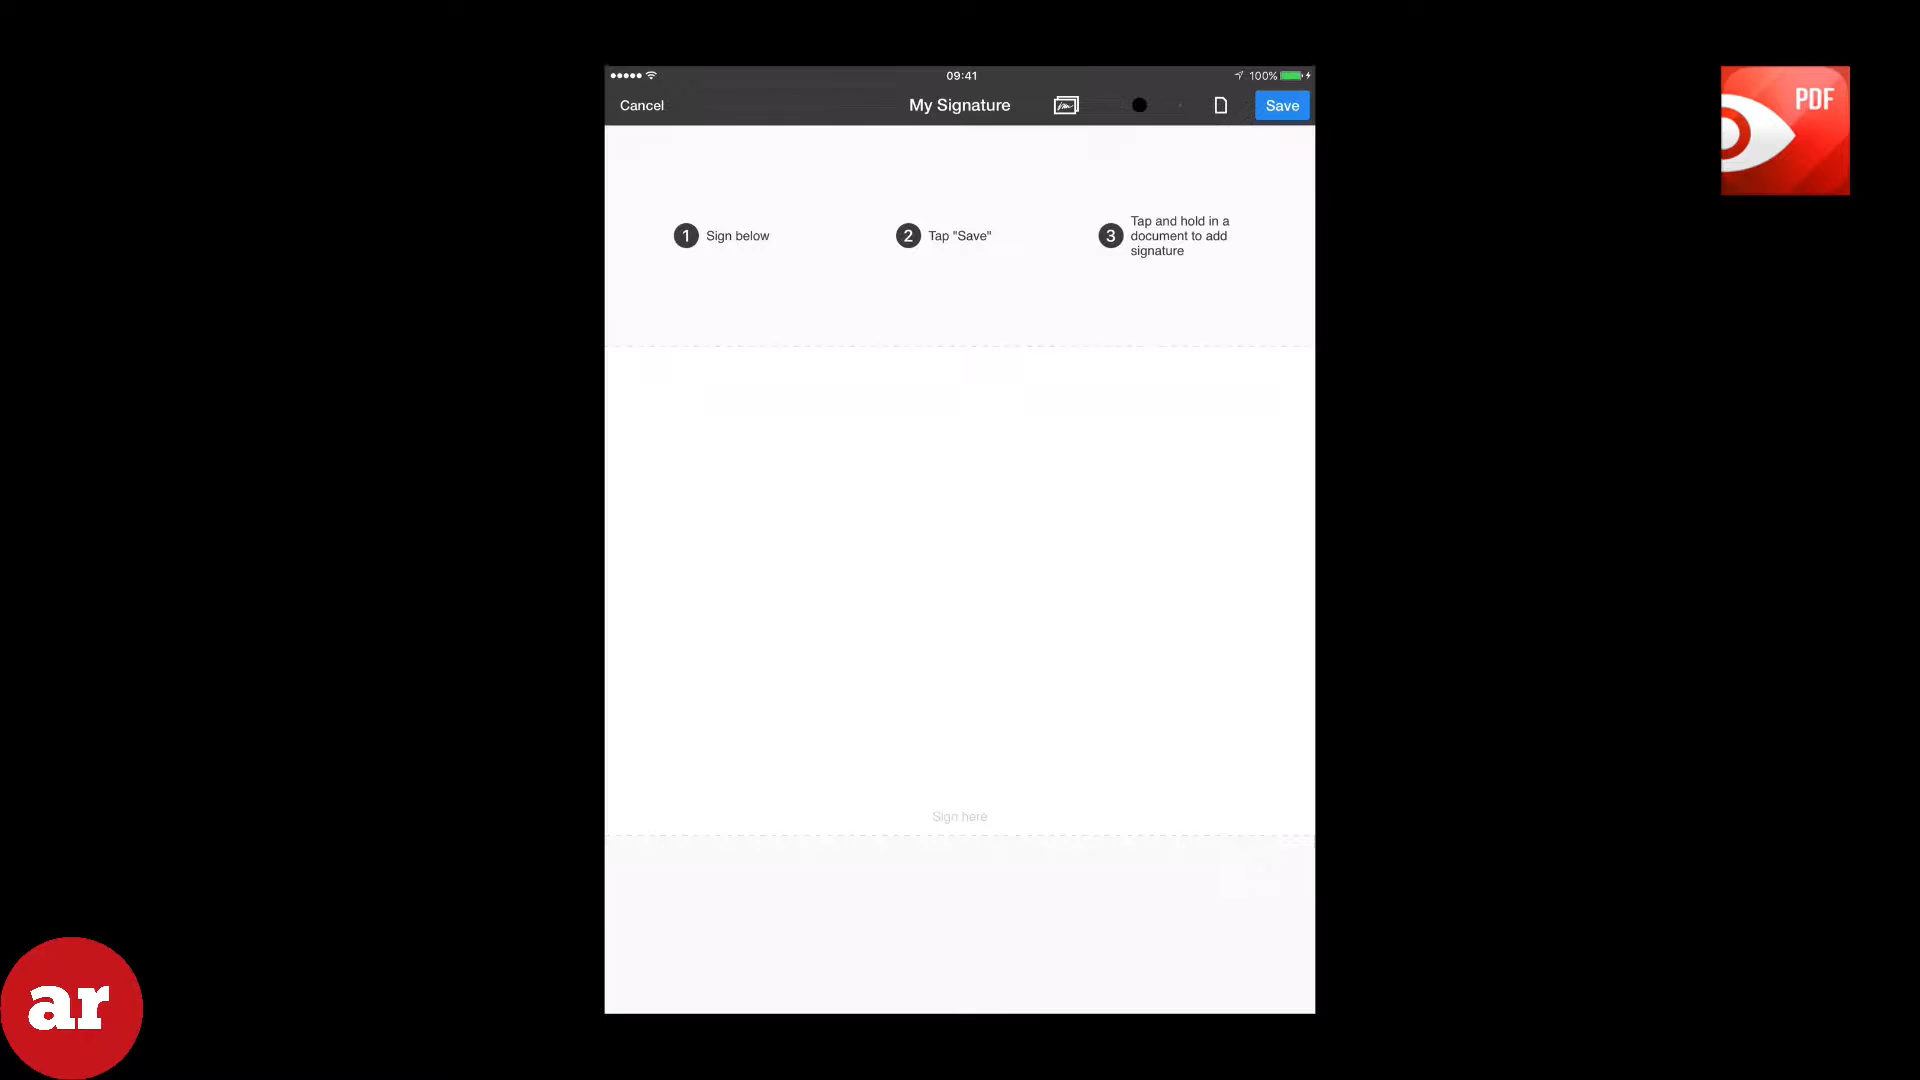 09:41
100%
Cancel
My Signature
Save
PDF
1 Sign below
2 Tap "Save"
3 Tap and hold in a
document to add
signature
Sign here
ar